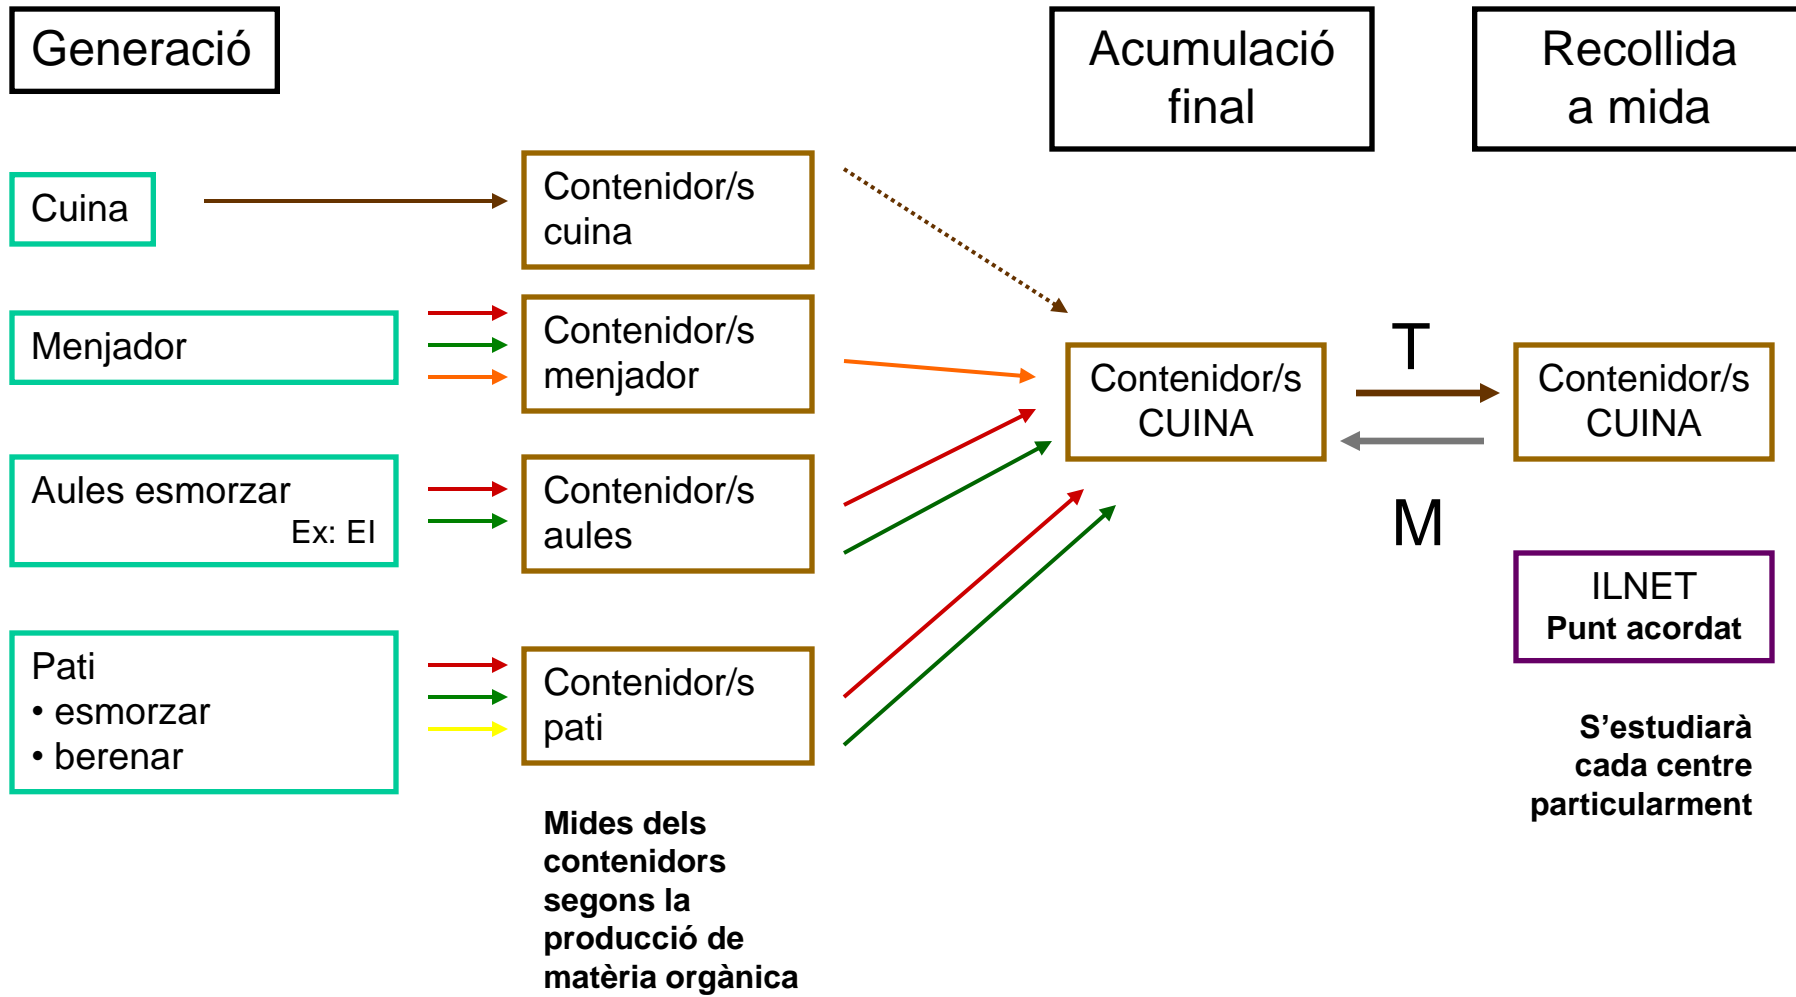 Generació
Acumulació
final
Recollida
a mida
Cuina
Contenidor/s
cuina
Menjador
Contenidor/s
menjador
Aules esmorzar
Ex: EI
Contenidor/s
aules
Pati
• esmorzar
• berenar
Contenidor/s
pati
Mides dels
contenidors
segons la
producció de
matèria orgànica
Contenidor/s
CUINA
T
M
Contenidor/s
CUINA
ILNET
Punt acordat
S’estudiarà
cada centre
particularment